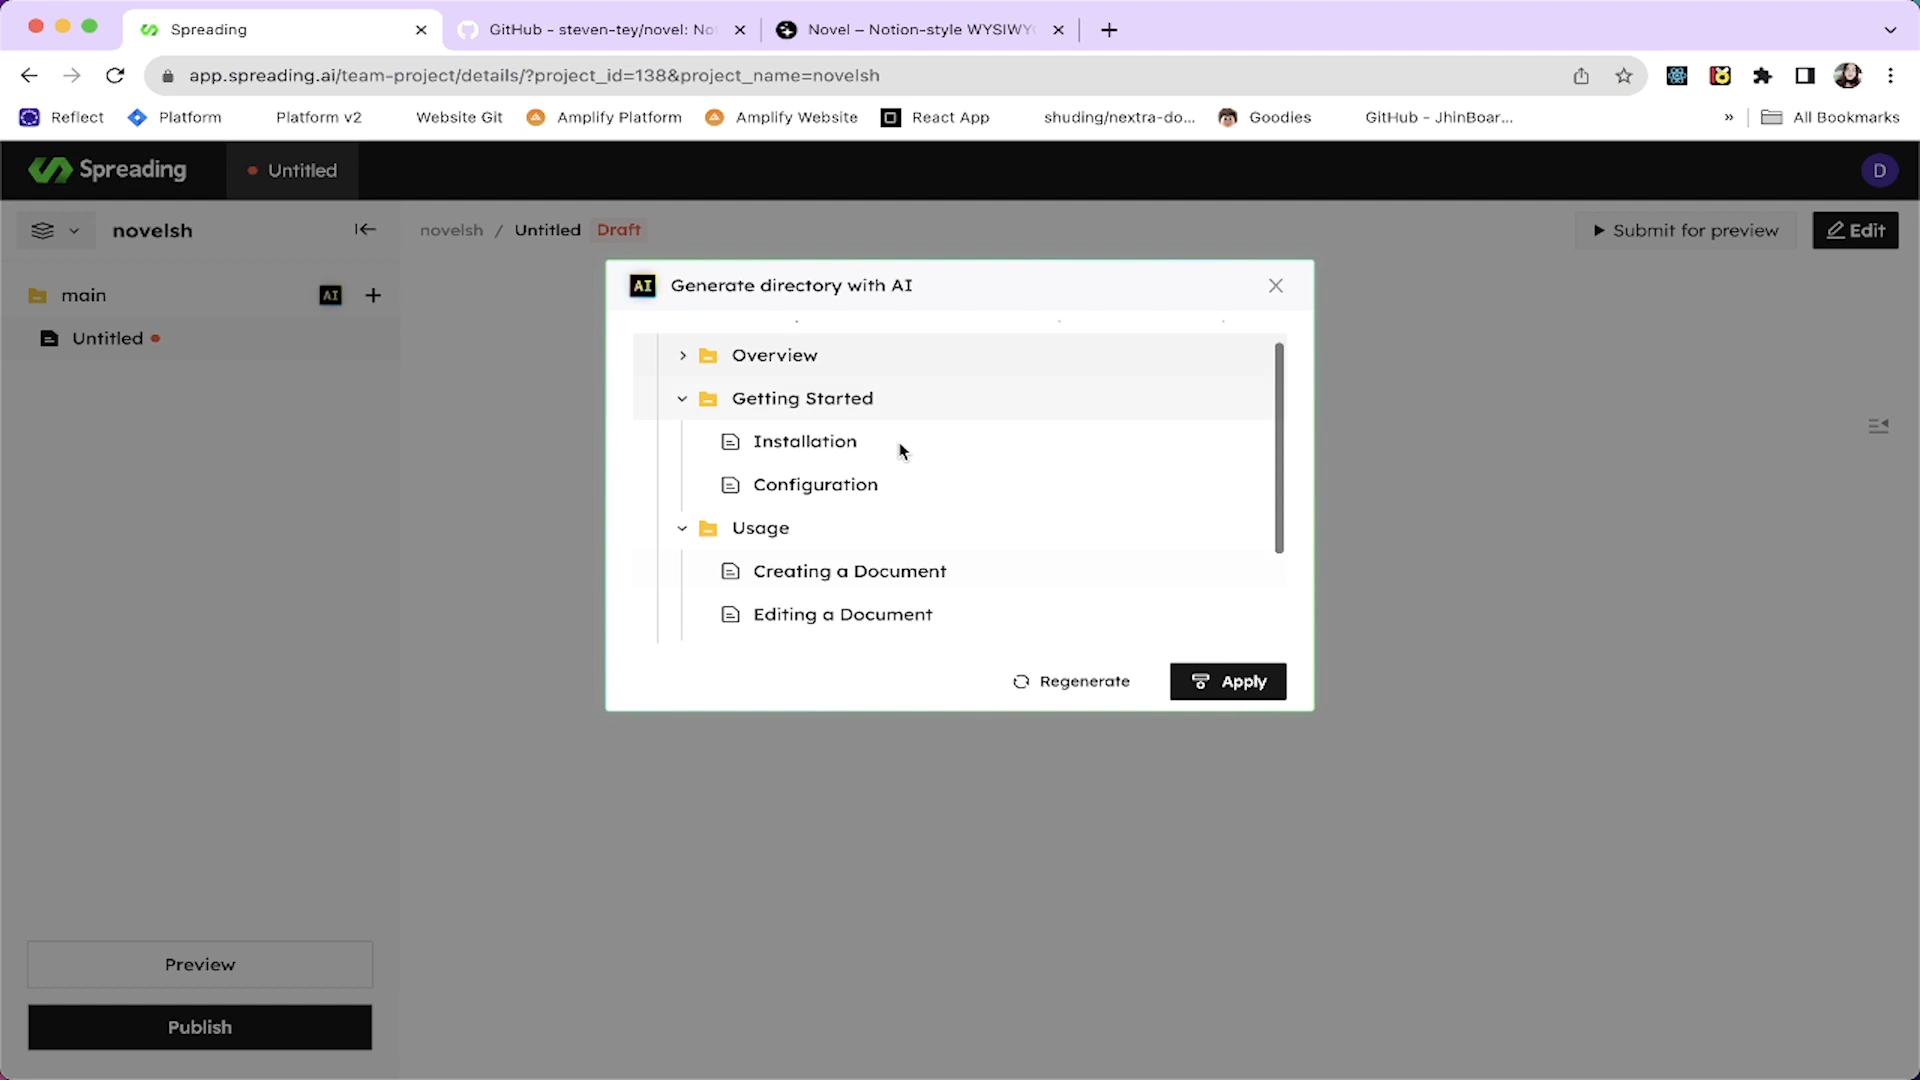 Spreading
GitHub - steven-tey/novel: No
Novel – Notion-style WYSIWY
app.spreading.ai/team-project/details/?project_id=138&project_name=novelsh
Reflect
Platform
Platform v2
Website Git
Amplify Platform
Amplify Website
React App
shuding/nextra-do...
Goodies
GitHub - JhinBoar...
»
All Bookmarks
Spreading
Untitled
D
novelsh
novelsh / Untitled Draft
Submit for preview
Edit
main
AI
Untitled
AI Generate directory with AI
Overview
Getting Started
Installation
Configuration
Usage
Creating a Document
Editing a Document
Regenerate
Apply
Preview
Publish